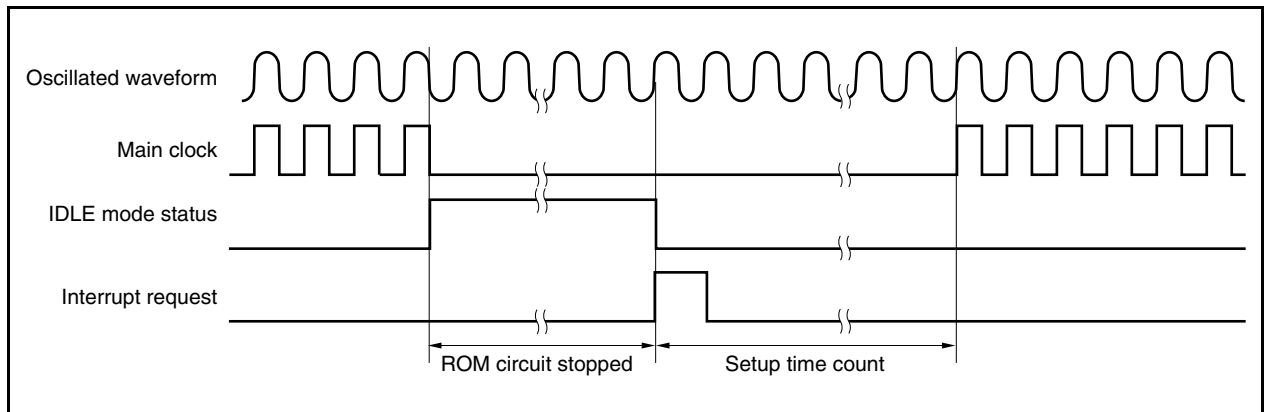 Oscillated waveform
Main clock
IDLE mode status
Interrupt request
ROM circuit stopped
Setup time count